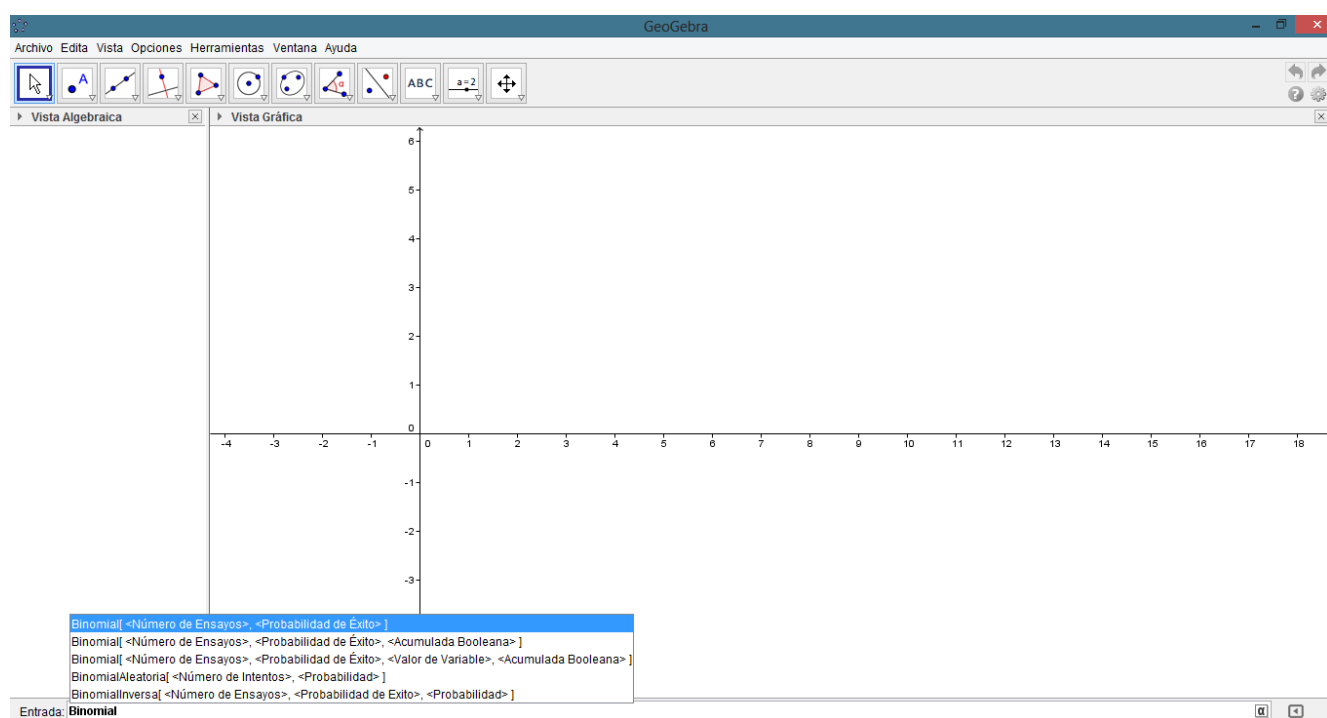 GeoGebra
Archivo Edita Vista Opciones Herramientas Ventana Ayuda
A
α
ABC
a=2
Vista Algebraica
Vista Gráfica
6
5
4
3
2
1
0
-4 -3 -2 -1 0 1 2 3 4 5 6 7 8 9 10 11 12 13 14 15 16 17 18
-1
-2
-3
Binomial[ <Número de Ensayos>, <Probabilidad de Éxito> ]
Binomial[ <Número de Ensayos>, <Probabilidad de Éxito>, <Acumulada Booleana> ]
Binomial[ <Número de Ensayos>, <Probabilidad de Éxito>, <Valor de Variable>, <Acumulada Booleana> ]
BinomialAleatoria[ <Número de Intentos>, <Probabilidad> ]
BinomialInversa[ <Número de Ensayos>, <Probabilidad de Exito>, <Probabilidad> ]
Entrada: Binomial
α